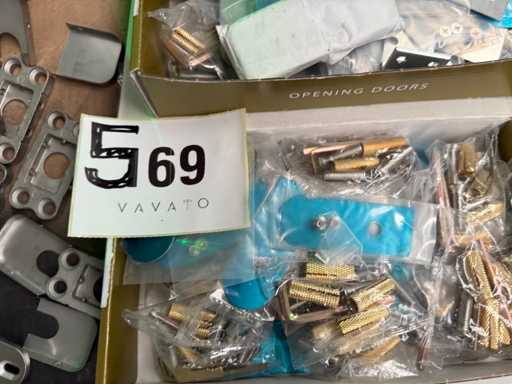 OPENING DOORS
569
VAVATO